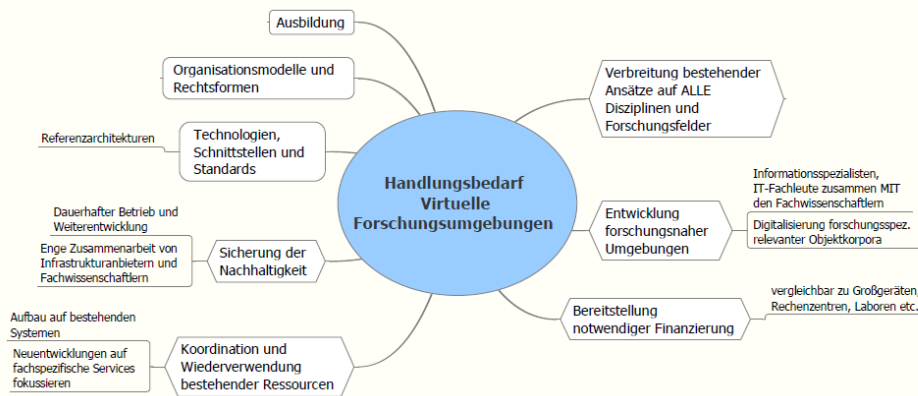 Ausbildung
Organisationsmodelle und
Rechtsformen
Referenzarchitekturen
Technologien,
Schnittstellen und
Standards
Dauerhafter Betrieb und
Weiterentwicklung
Enge Zusammenarbeit von
Infrastrukturanbietern und
Fachwissenschaftlern
Sicherung der
Nachhaltigkeit
Aufbau auf bestehenden
Systemen
Neuentwicklungen auf
fachspezifische Services
fokussieren
Koordination und
Wiederverwendung
bestehender Ressourcen
Handlungsbedarf
Virtuelle
Forschungsumgebungen
Verbreitung bestehender
Ansätze auf ALLE
Disziplinen und
Forschungsfelder
Entwicklung
forschungsnaher
Umgebungen
Informationsspezialisten,
IT-Fachleute zusammen MIT
den Fachwissenschaftlern
Digitalisierung forschungsspez.
relevanter Objektkorpora
Bereitstellung
notwendiger Finanzierung
vergleichbar zu Großgeräten,
Rechenzentren, Laboren etc.